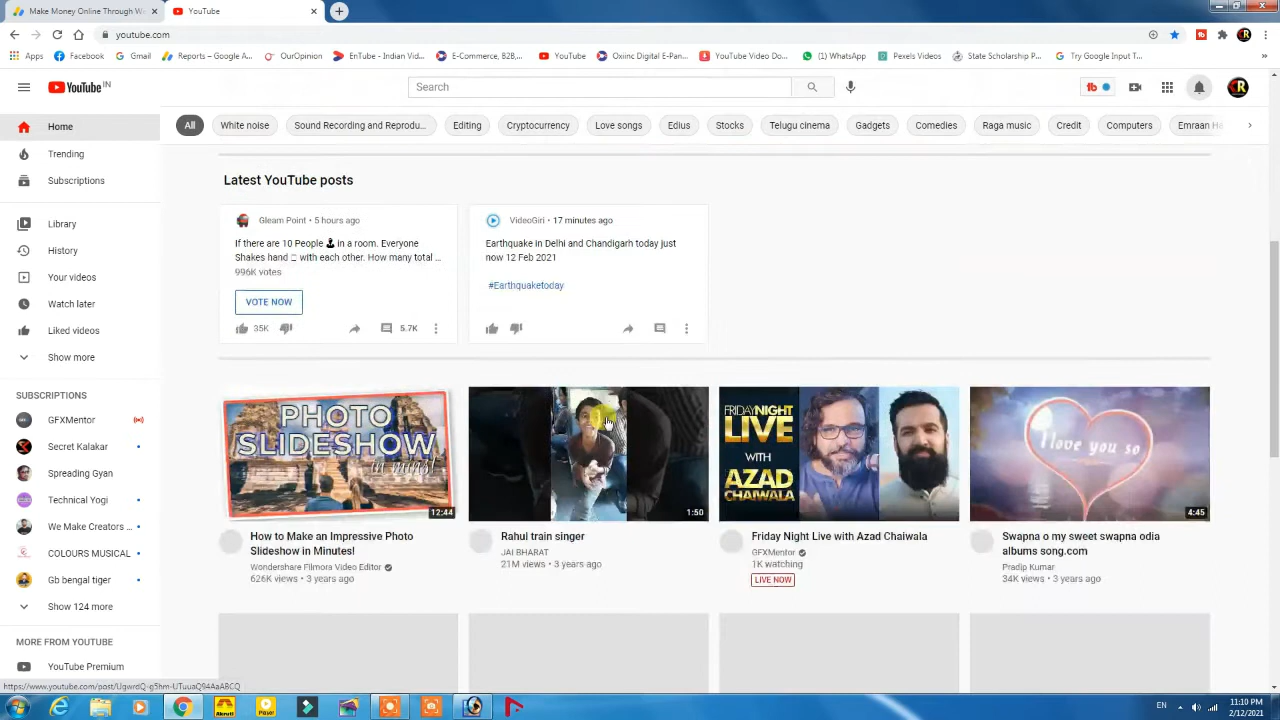 Make Money Online Through W
YouTube
youtube.com
Apps
Facebook
Gmail
Reports – Google A...
OurOpinion
EnTube - Indian Vid...
E-Commerce, B2B,...
YouTube
Oxiinc Digital E-Pan...
YouTube Video Do...
(1) WhatsApp
Pexels Videos
State Scholarship P...
Try Google Input T...
YouTube IN
Search
Home
Trending
Subscriptions
Library
History
Your videos
Watch later
Liked videos
Show more
SUBSCRIPTIONS
GFXMentor
Secret Kalakar
Spreading Gyan
Technical Yogi
We Make Creators ...
COLOURS MUSICAL
Gb bengal tiger
Show 124 more
MORE FROM YOUTUBE
YouTube Premium
All
White noise
Sound Recording and Reprodu...
Editing
Cryptocurrency
Love songs
Edius
Stocks
Telugu cinema
Gadgets
Comedies
Raga music
Credit
Computers
Emraan Ha
Latest YouTube posts
Gleam Point • 5 hours ago
If there are 10 People in a room. Everyone
Shakes hand with each other. How many total ...
996K votes
VOTE NOW
35K
5.7K
VideoGiri • 17 minutes ago
Earthquake in Delhi and Chandigarh today just
now 12 Feb 2021
#Earthquaketoday
PHOTO
SLIDESHOW
in mins!
12:44
How to Make an Impressive Photo
Slideshow in Minutes!
Wondershare Filmora Video Editor
626K views • 3 years ago
1:50
Rahul train singer
JAI BHARAT
21M views • 3 years ago
FRIDAY NIGHT
LIVE
WITH
AZAD
CHAIWALA
Friday Night Live with Azad Chaiwala
GFXMentor
1K watching
LIVE NOW
I love you so
4:45
Swapna o my sweet swapna odia
albums song.com
Pradip Kumar
34K views • 3 years ago
EN
11:10 PM
2/12/2021